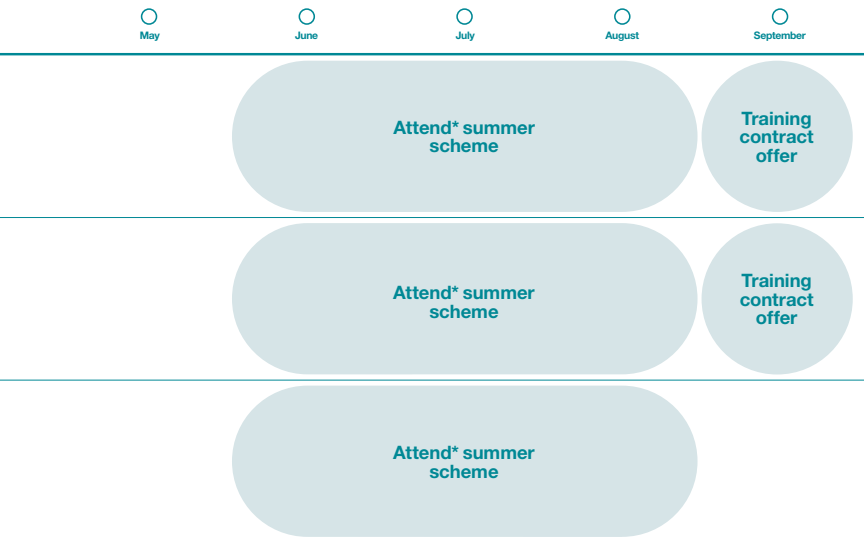 May June July August September
Attend* summer
scheme
Training
contract
offer
Attend* summer
scheme
Training
contract
offer
Attend* summer
scheme